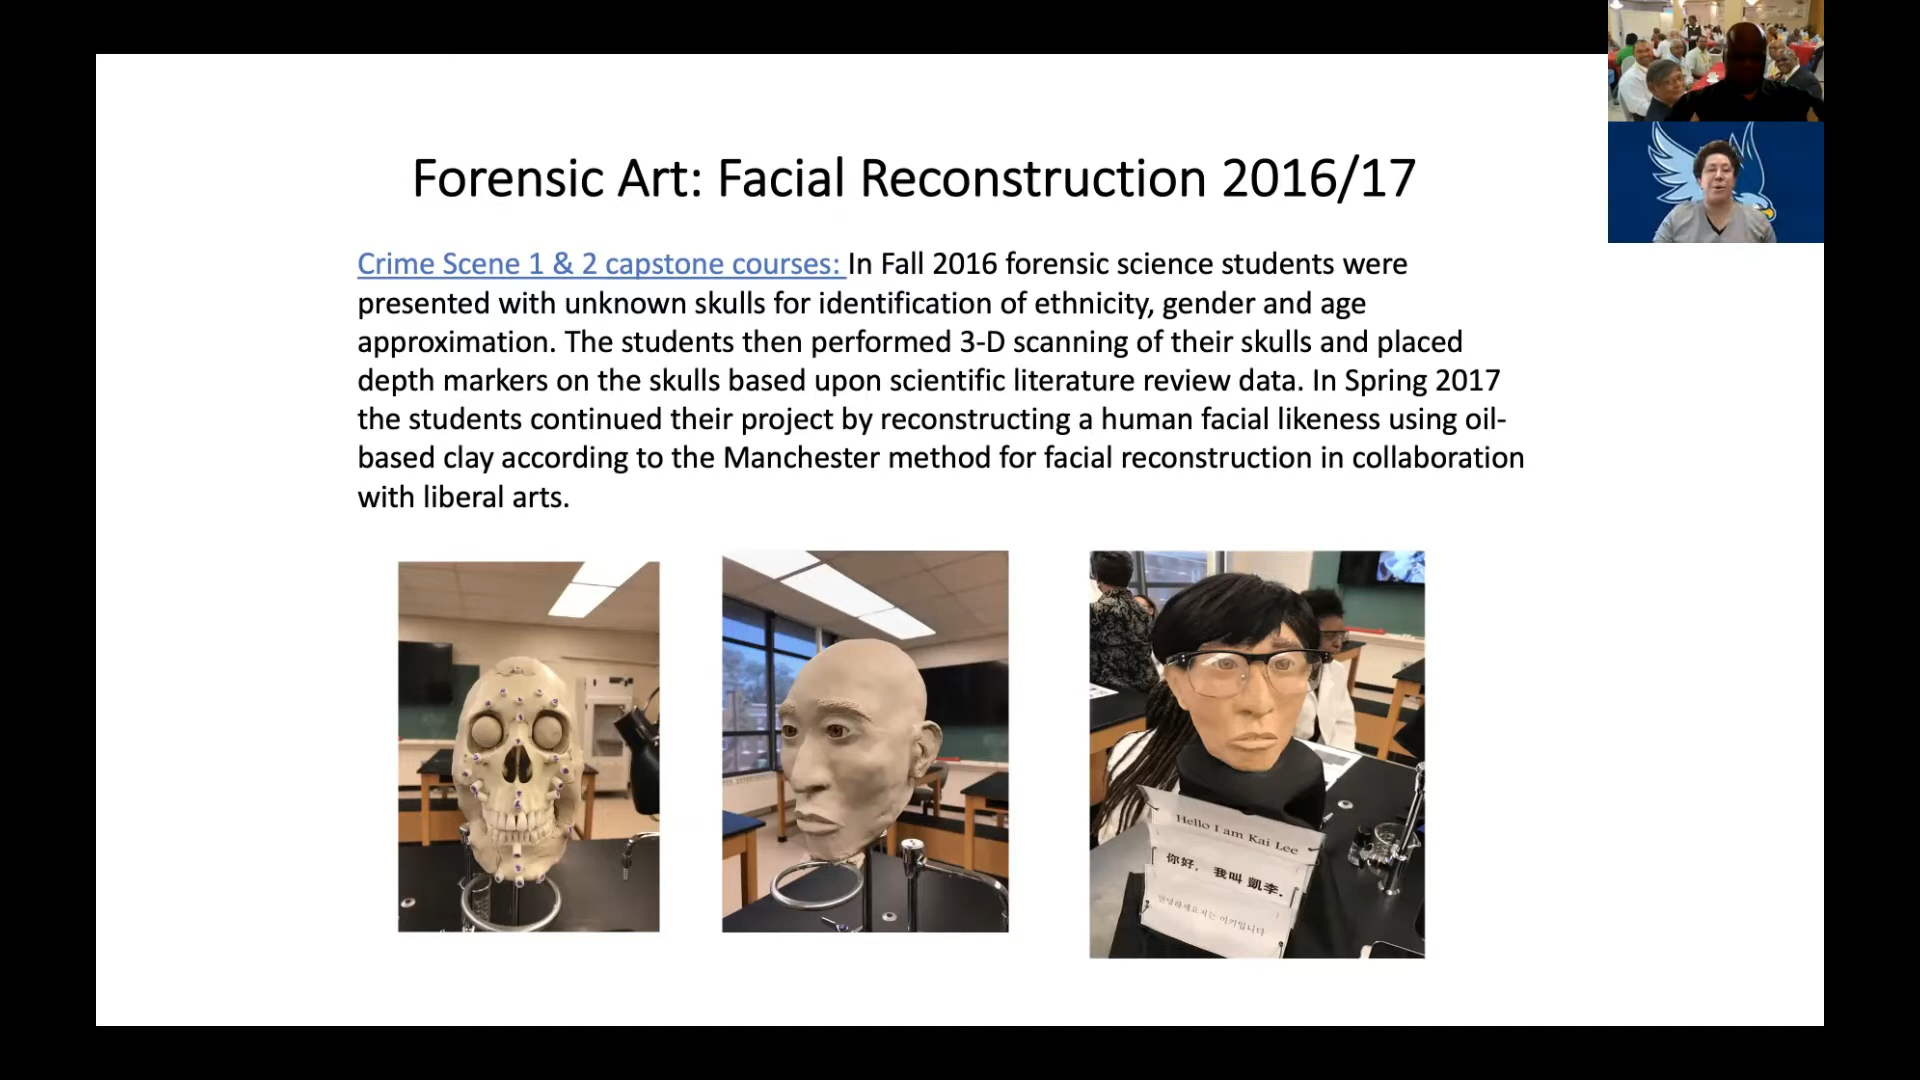 Forensic Art: Facial Reconstruction 2016/17
Crime Scene 1 & 2 capstone courses: In Fall 2016 forensic science students were
presented with unknown skulls for identification of ethnicity, gender and age
approximation. The students then performed 3-D scanning of their skulls and placed
depth markers on the skulls based upon scientific literature review data. In Spring 2017
the students continued their project by reconstructing a human facial likeness using oil-
based clay according to the Manchester method for facial reconstruction in collaboration
with liberal arts.
Hello I am Kai Lee
你好, 我叫 凱李.
안녕하세요저는 이키입니다